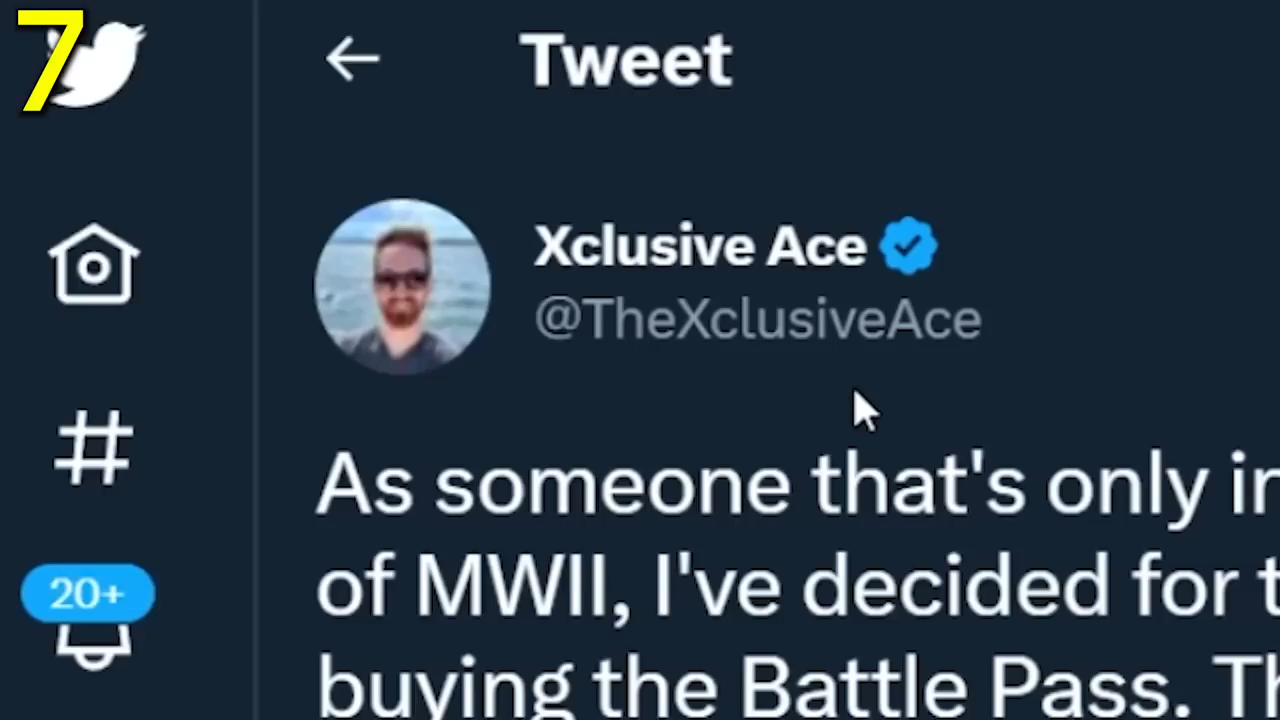 7
Tweet
Xclusive Ace
@TheXclusiveAce
As someone that's only
of MWII, I've decided for
20+
buying the Battle Pass.